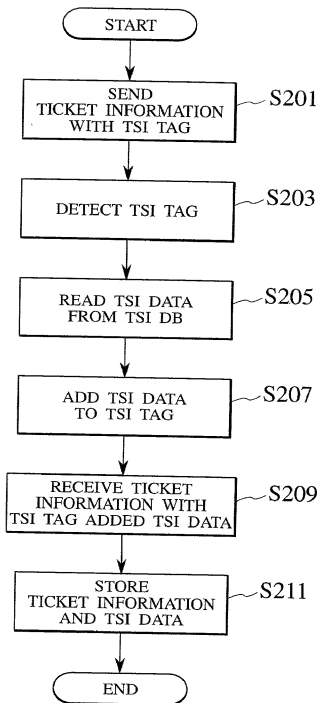 START
SEND
TICKET INFORMATION
WITH TSI TAG
S201
DETECT TSI TAG
S203
READ TSI DATA
FROM TSI DB
S205
ADD TSI DATA
TO TSI TAG
S207
RECEIVE TICKET
INFORMATION WITH
TSI TAG ADDED TSI DATA
S209
STORE
TICKET INFORMATION
AND TSI DATA
S211
END